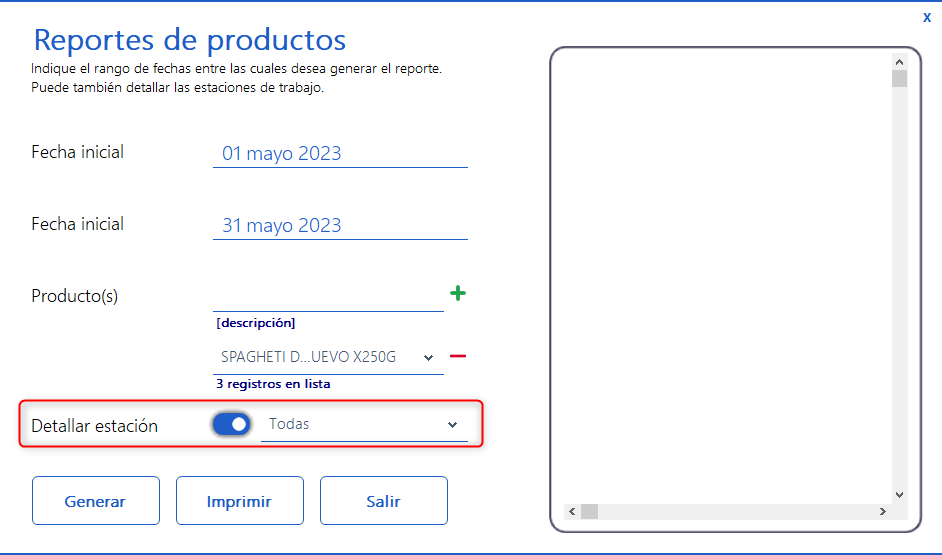 x
Reportes de productos
Indique el rango de fechas entre las cuales desea generar el reporte.
Puede también detallar las estaciones de trabajo.
Fecha inicial 01 mayo 2023
Fecha inicial 31 mayo 2023
Producto(s)
[descripción]
SPAGHETI D...UEVO X250G
3 registros en lista
Detallar estación Todas
Generar Imprimir Salir